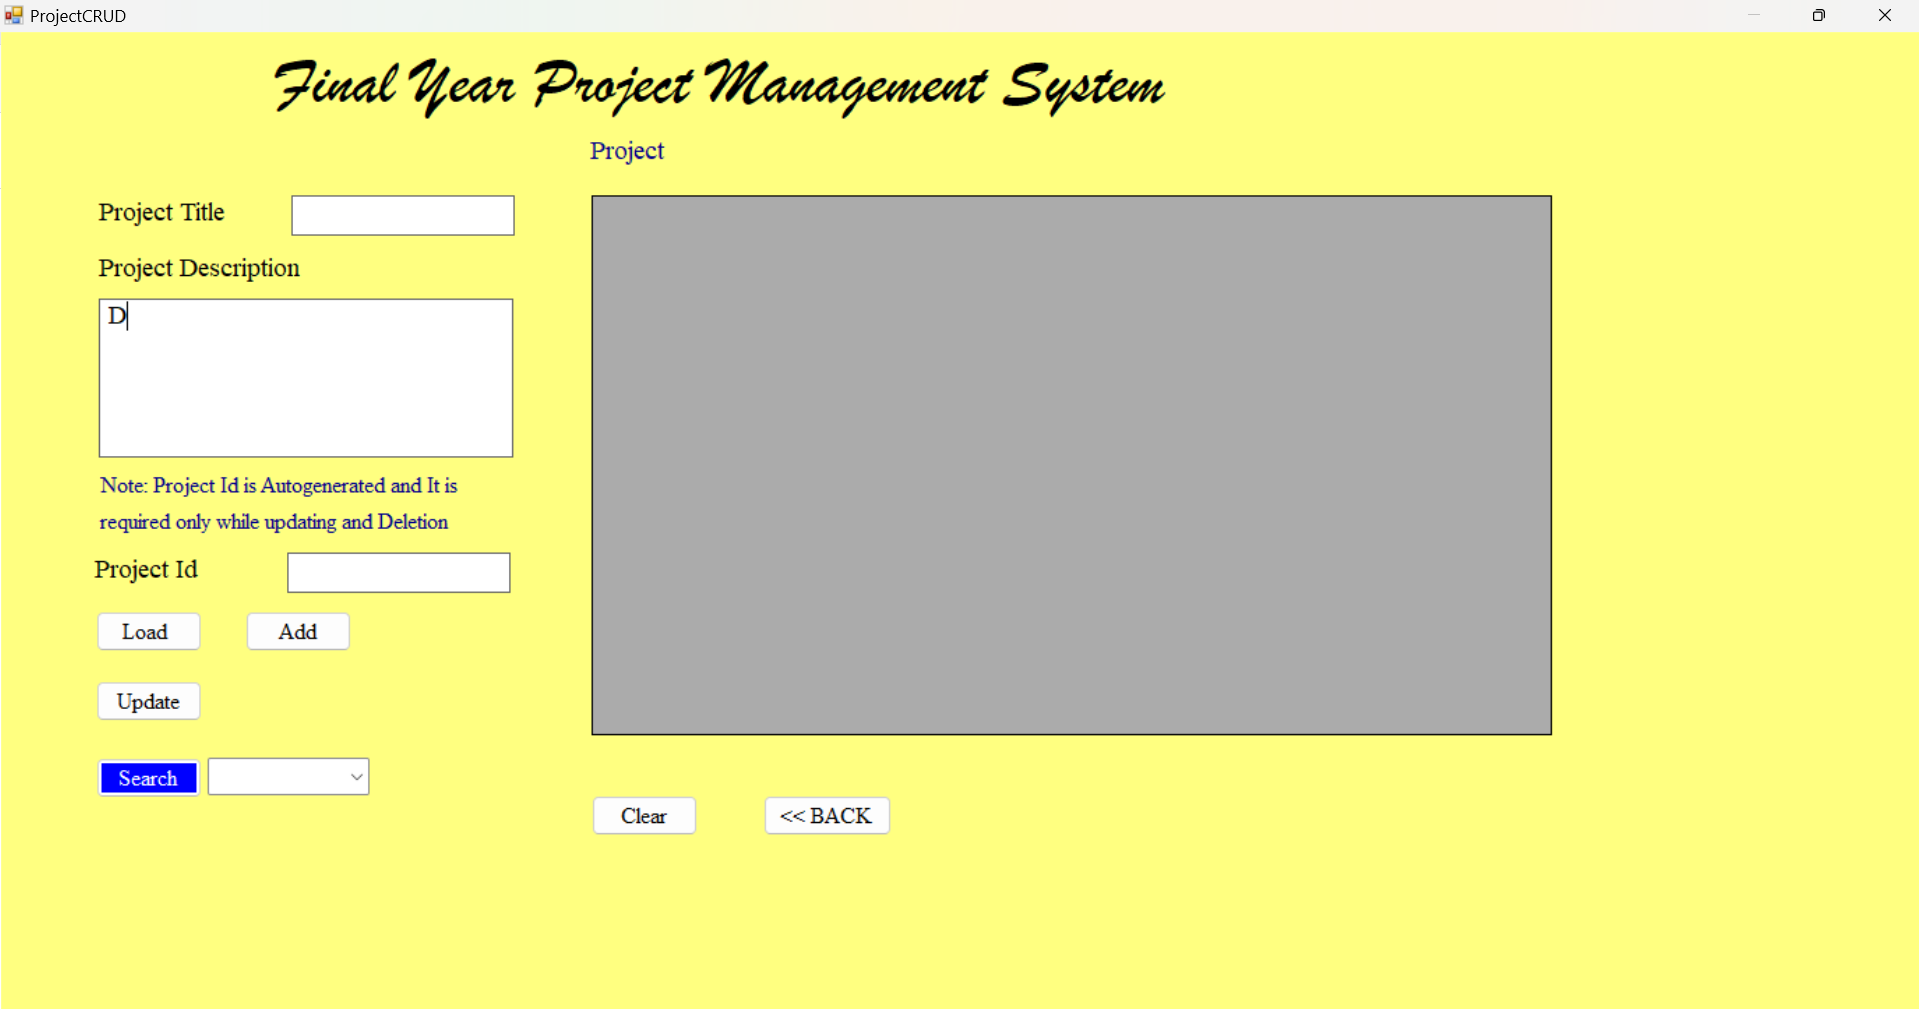 ProjectCRUD
Final Year Project Management System
Project
Project Title
Project Description
D
Note: Project Id is Autogenerated and It is
required only while updating and Deletion
Project Id
Load
Add
Update
Search
Clear
<< BACK